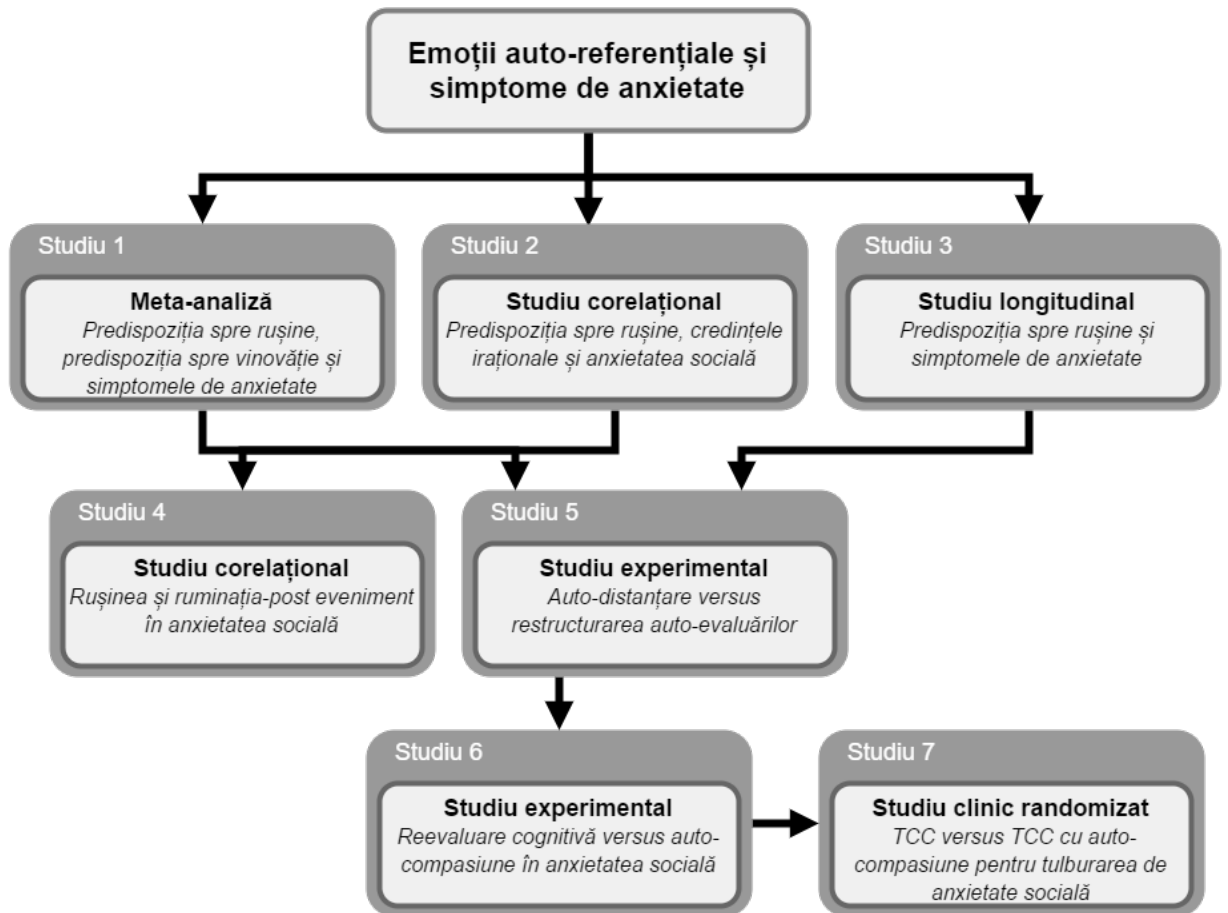 Emoții auto-referențiale și
simptome de anxietate
Studiu 1
Meta-analiză
Predispoziția spre rușine,
predispoziția spre vinovăție și
simptomele de anxietate
Studiu 2
Studiu corelațional
Predispoziția spre rușine, credințele
iraționale și anxietatea socială
Studiu 3
Studiu longitudinal
Predispoziția spre rușine și
simptomele de anxietate
Studiu 4
Studiu corelațional
Rușinea și ruminația-post eveniment
în anxietatea socială
Studiu 5
Studiu experimental
Auto-distanțare versus
restructurarea auto-evaluărilor
Studiu 6
Studiu experimental
Reevaluare cognitivă versus auto-
compasiune în anxietatea socială
Studiu 7
Studiu clinic randomizat
TCC versus TCC cu auto-
compasiune pentru tulburarea de
anxietate socială